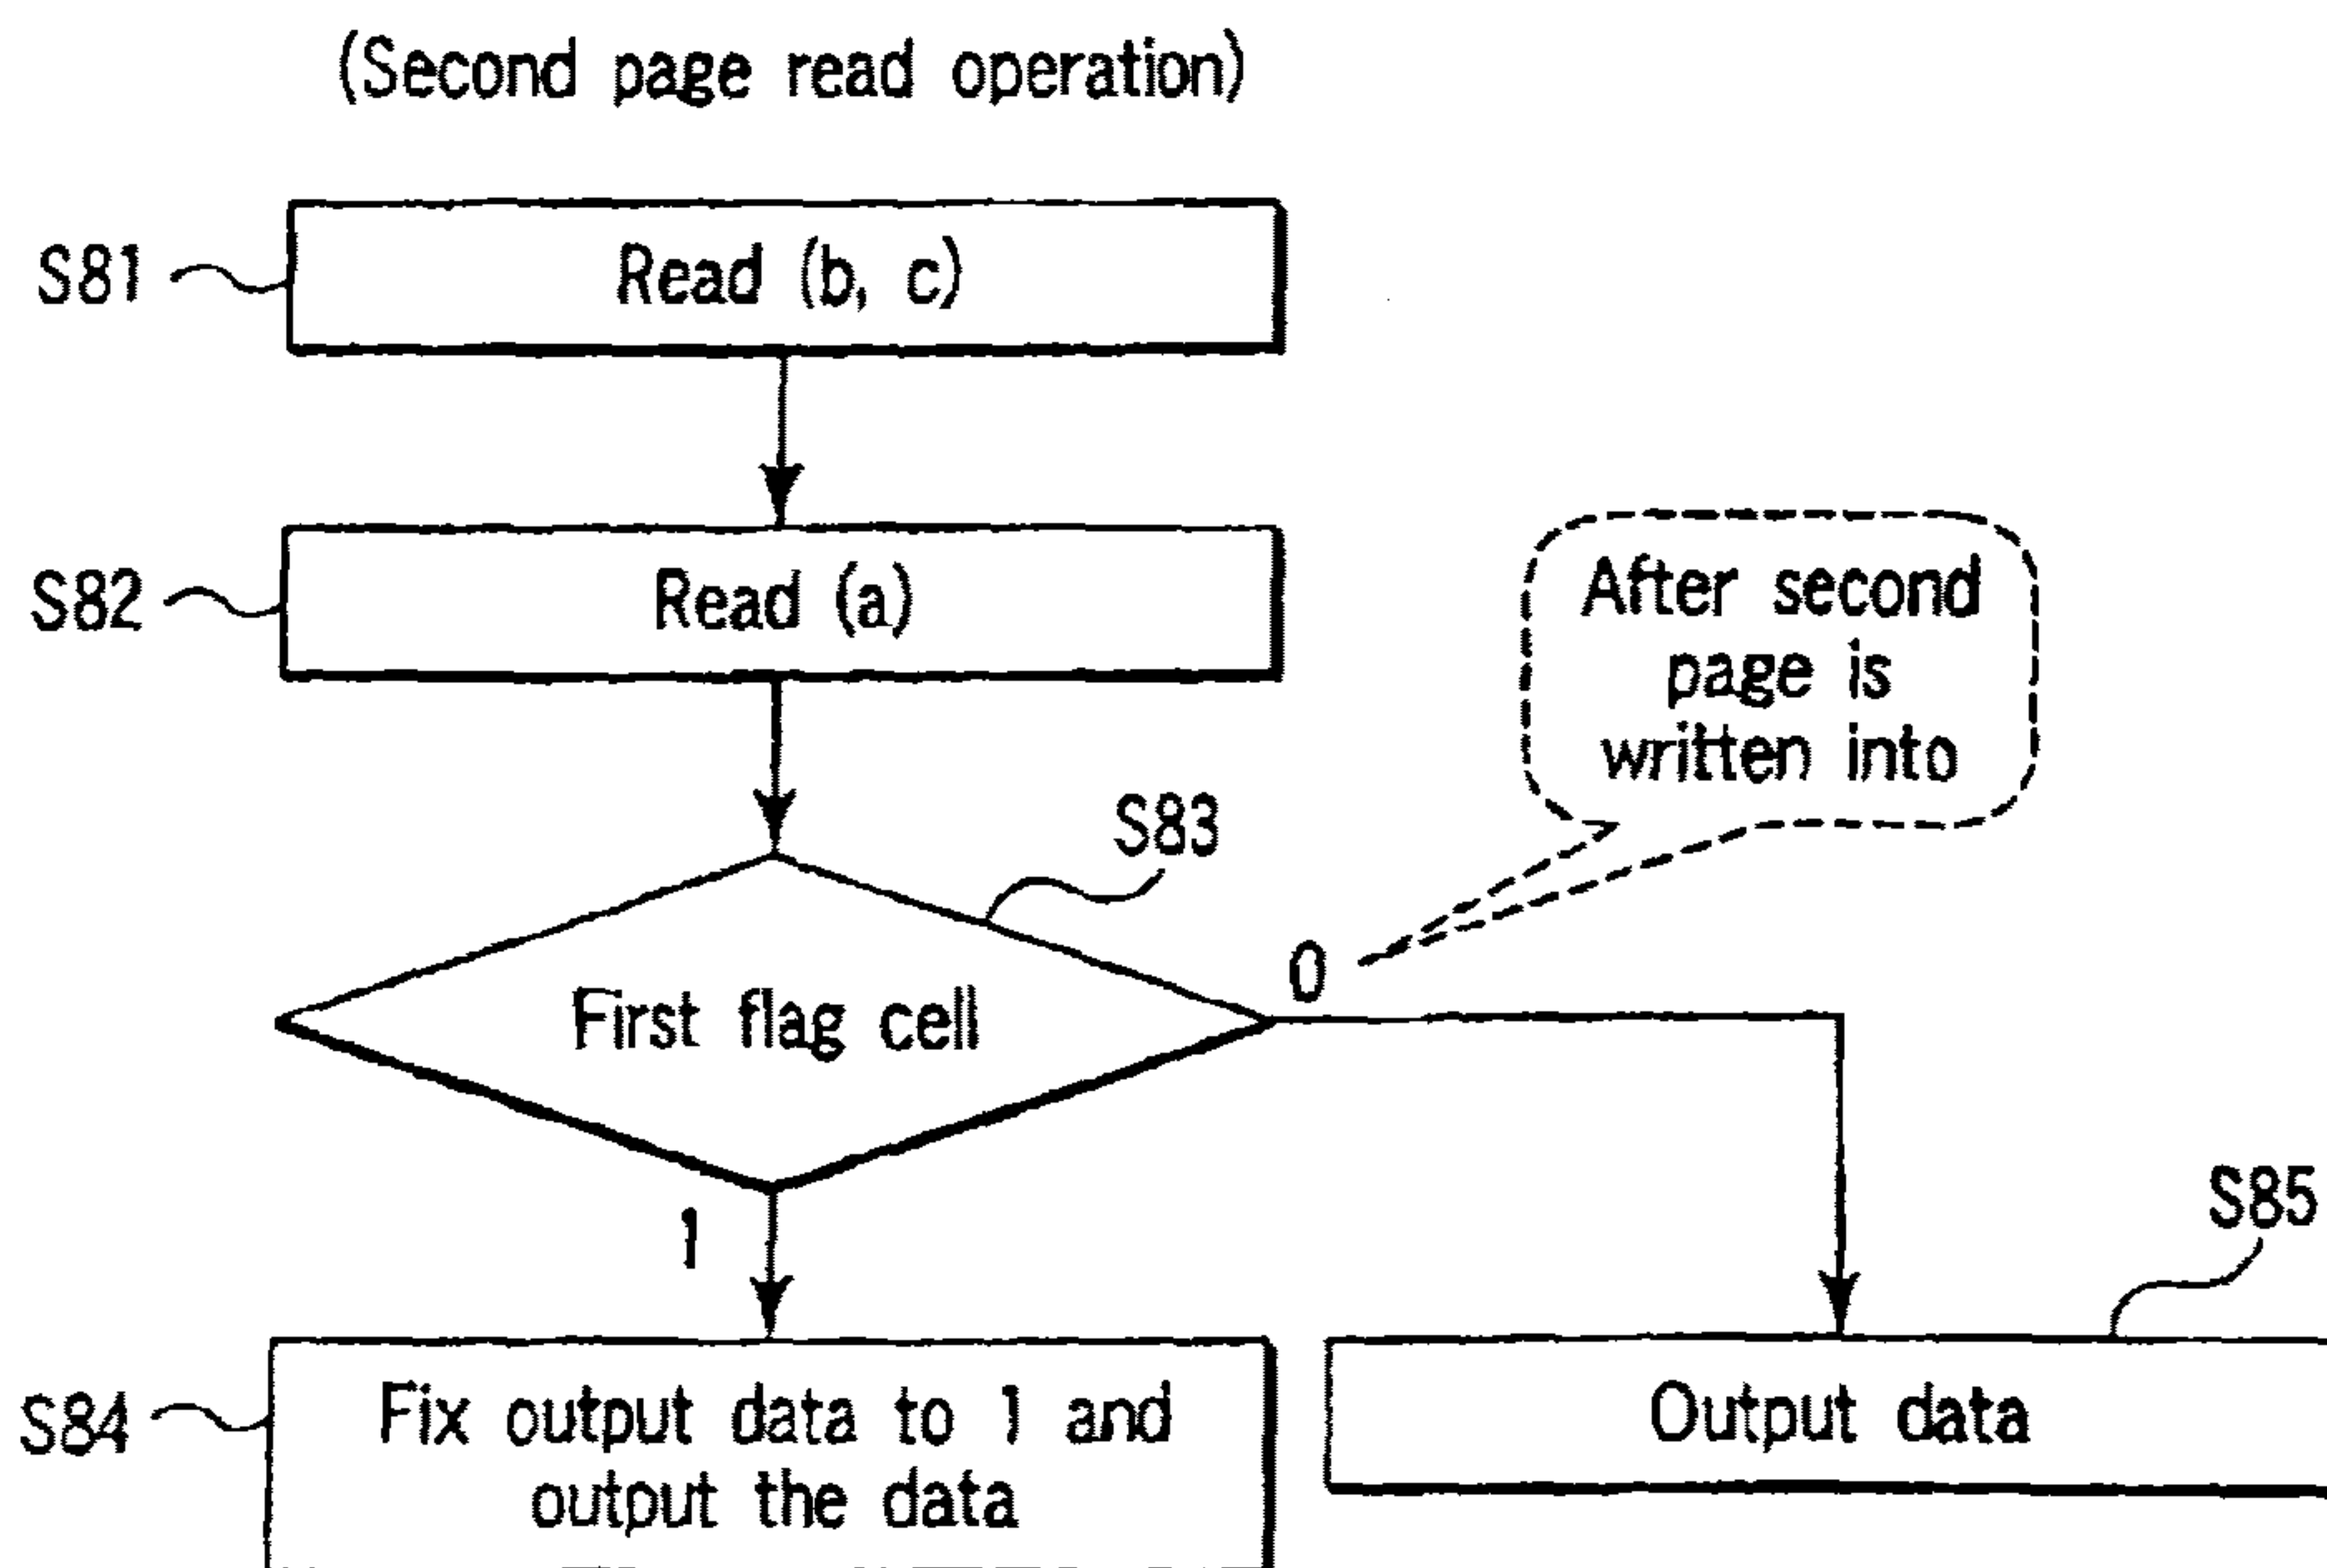 (Second page read operation)
S81
Read (b, c)
S82
Read (a)
After second
page is
written into
S83
First flag cell
0
1
S85
S84
Fix output data to 1 and
output the data
Output data